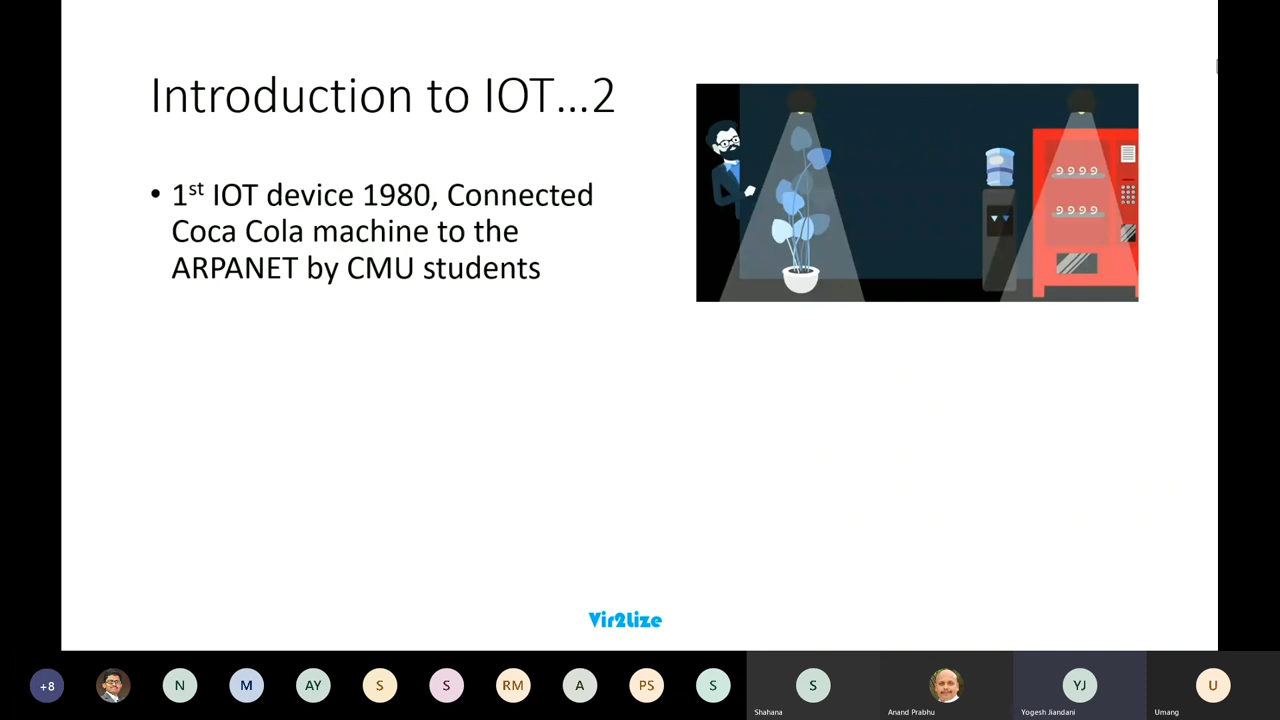 Introduction to IOT...2
• 1st IOT device 1980, Connected
Coca Cola machine to the
ARPANET by CMU students
Vir2Lize
+8
N
M
AY
S
S
RM
A
PS
S
S
YJ
U
Shahana
Anand Prabhu
Yogesh Jiandani
Umang